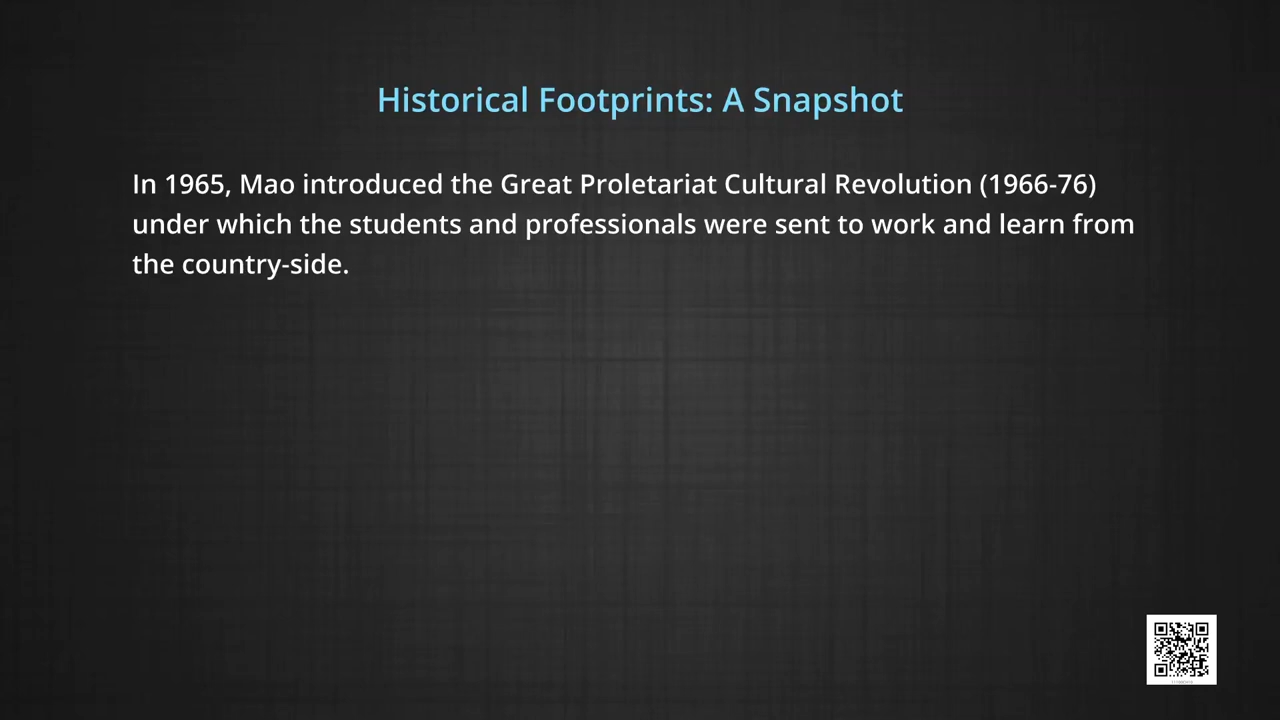 Historical Footprints: A Snapshot
In 1965, Mao introduced the Great Proletariat Cultural Revolution (1966-76)
under which the students and professionals were sent to work and learn from
the country-side.